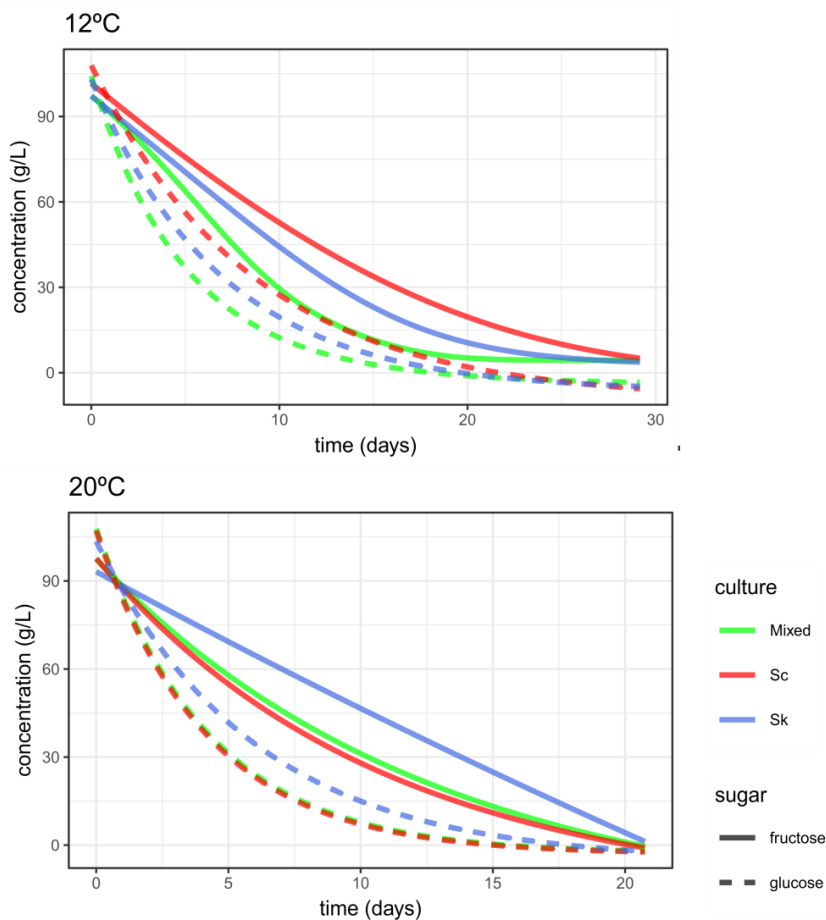 12ºC
90
60
30
0
concentration (g/L)
0 10 20 30
time (days)
20ºC
90
60
30
0
concentration (g/L)
0 5 10 15 20
time (days)
culture
Mixed
Sc
Sk
sugar
fructose
glucose